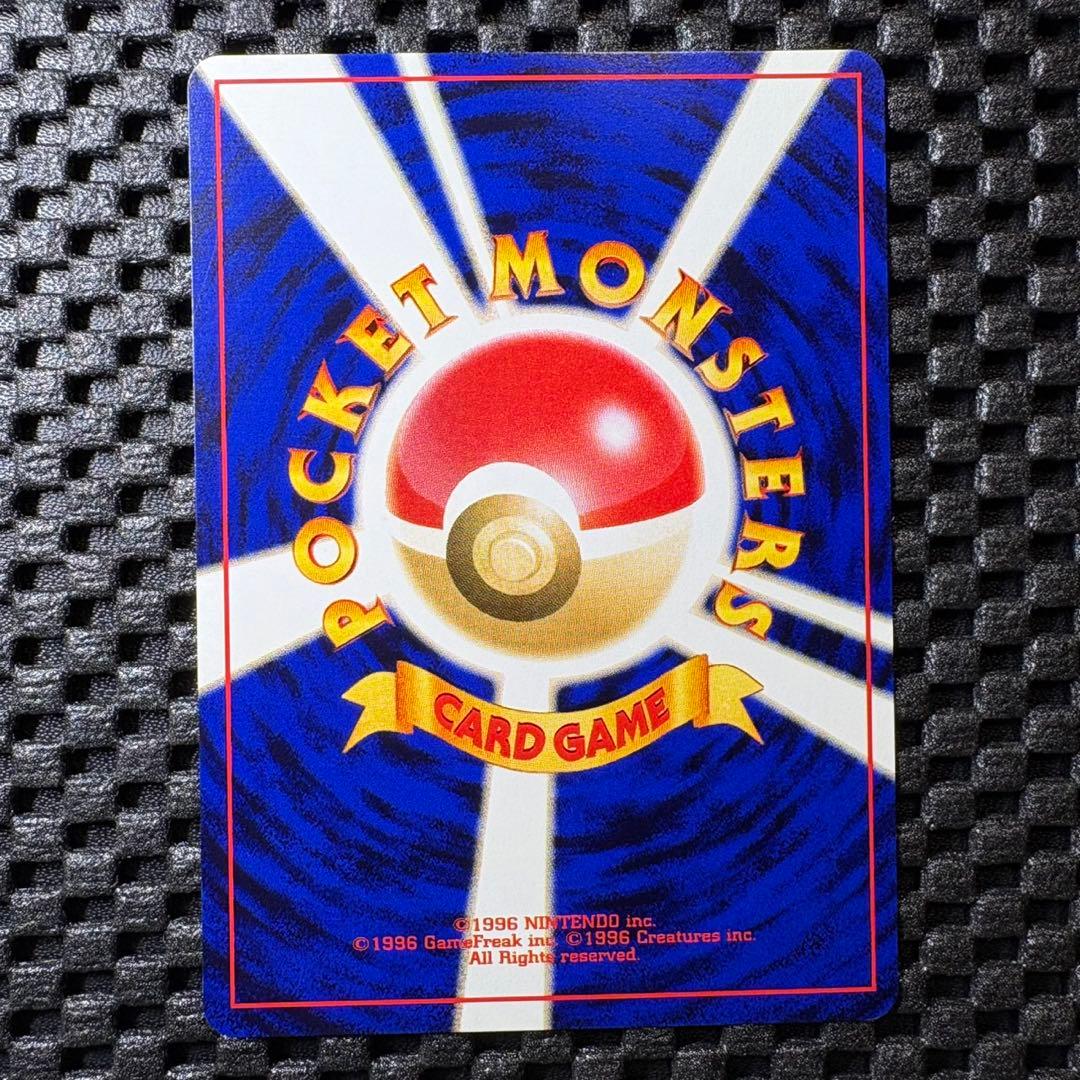 POCKET MONSTERS
CARD GAME
©1996 NINTENDO inc.
©1996 GameFreak inc. ©1996 Creatures inc.
All Rights reserved.